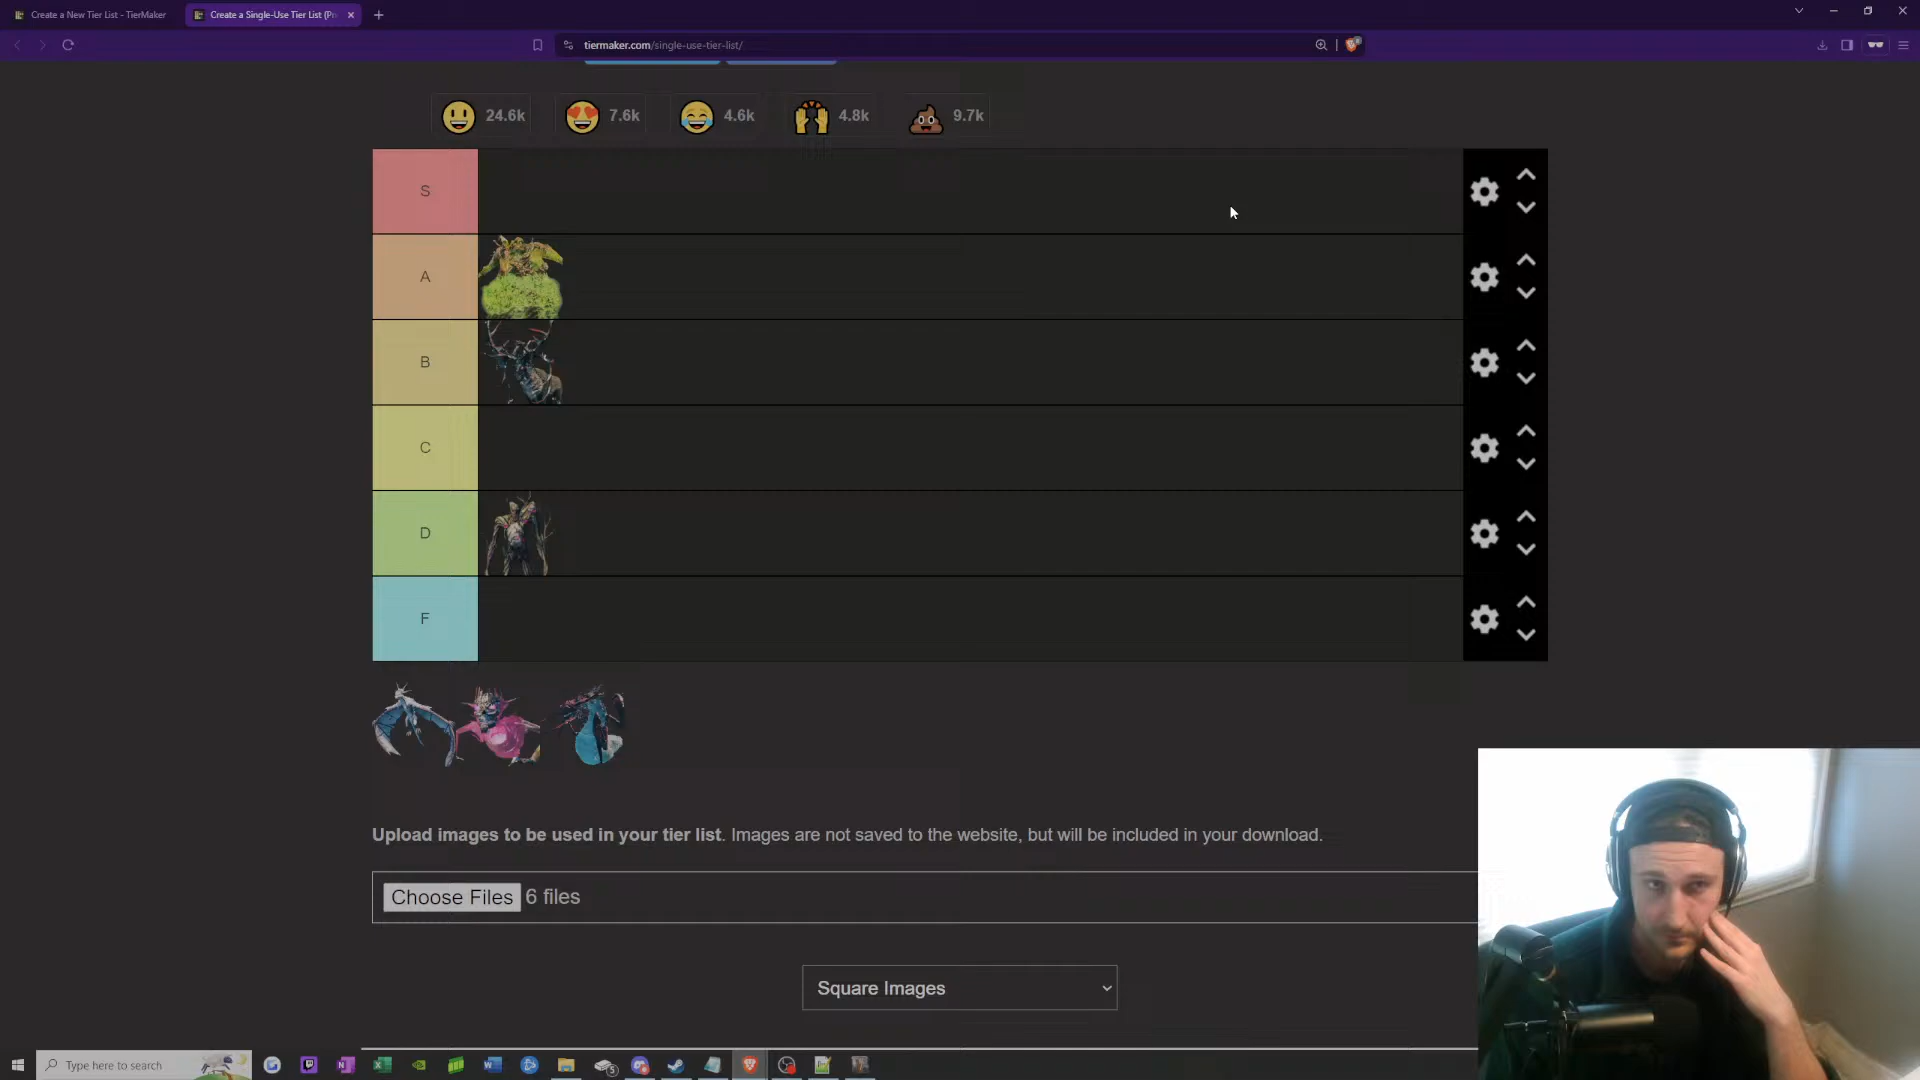 Create a New Tier List - TierMaker
Create a Single-Use Tier List (Pr
tiermaker.com/single-use-tier-list/
24.6k
7.6k
4.6k
4.8k
9.7k
S
A
B
C
D
F
Upload images to be used in your tier list. Images are not saved to the website, but will be included in your download.
Choose Files 6 files
Square Images
Type here to search
5